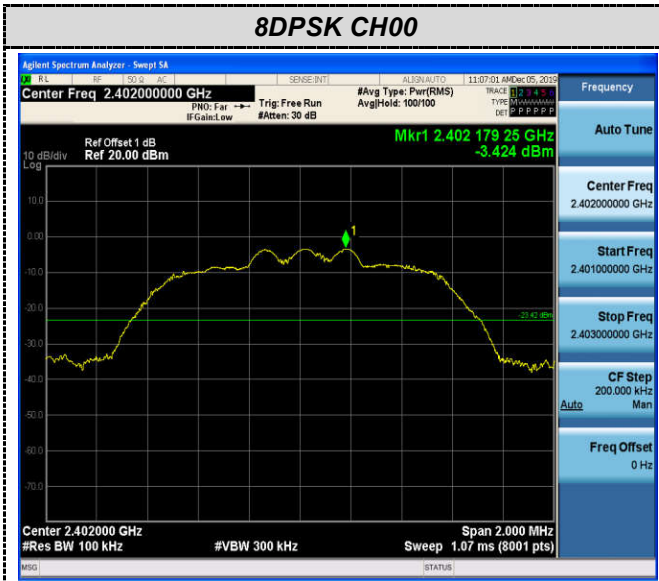 8DPSK CH00
Agilent Spectrum Analyzer - Swept SA
RL RF 50 Ω AC SENSE:INT ALIGNAUTO 11:07:01 AMDec 05, 2019
Center Freq 2.402000000 GHz
PNO: Far
IFGain:Low
Trig: Free Run
#Atten: 30 dB
#Avg Type: Pwr(RMS)
Avg|Hold: 100/100
TRACE 1 2 3 4 5 6
TYPE M
DET P P P P P P
Mkr1 2.402 179 25 GHz
-3.424 dBm
Ref Offset 1 dB
10 dB/div Ref 20.00 dBm
Log
10.0
0.00
-10.0
-20.0
-30.0
-40.0
-50.0
-60.0
-70.0
1
-23.42 dBm
Center 2.402000 GHz Span 2.000 MHz
#Res BW 100 kHz #VBW 300 kHz Sweep 1.07 ms (8001 pts)
MSG STATUS
Frequency
Auto Tune
Center Freq
2.402000000 GHz
Start Freq
2.401000000 GHz
Stop Freq
2.403000000 GHz
CF Step
200.000 kHz
Auto Man
Freq Offset
0 Hz